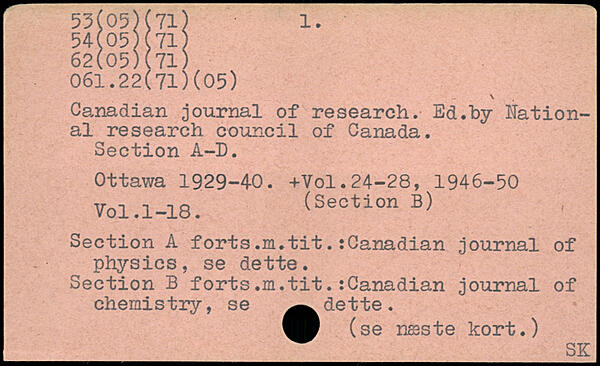 53(05)(71) 1.
54(05)(71)
62(05)(71)
061.22(71)(05)
Canadian journal of research. Ed.by Nation-
al research council of Canada.
Section A-D.
Ottawa 1929-40. +Vol.24-28, 1946-50
(Section B)
Vol.1-18.
Section A forts.m.tit.:Canadian journal of
physics, se dette.
Section B forts.m.tit.:Canadian journal of
chemistry, se dette.
(se næste kort.)
SK